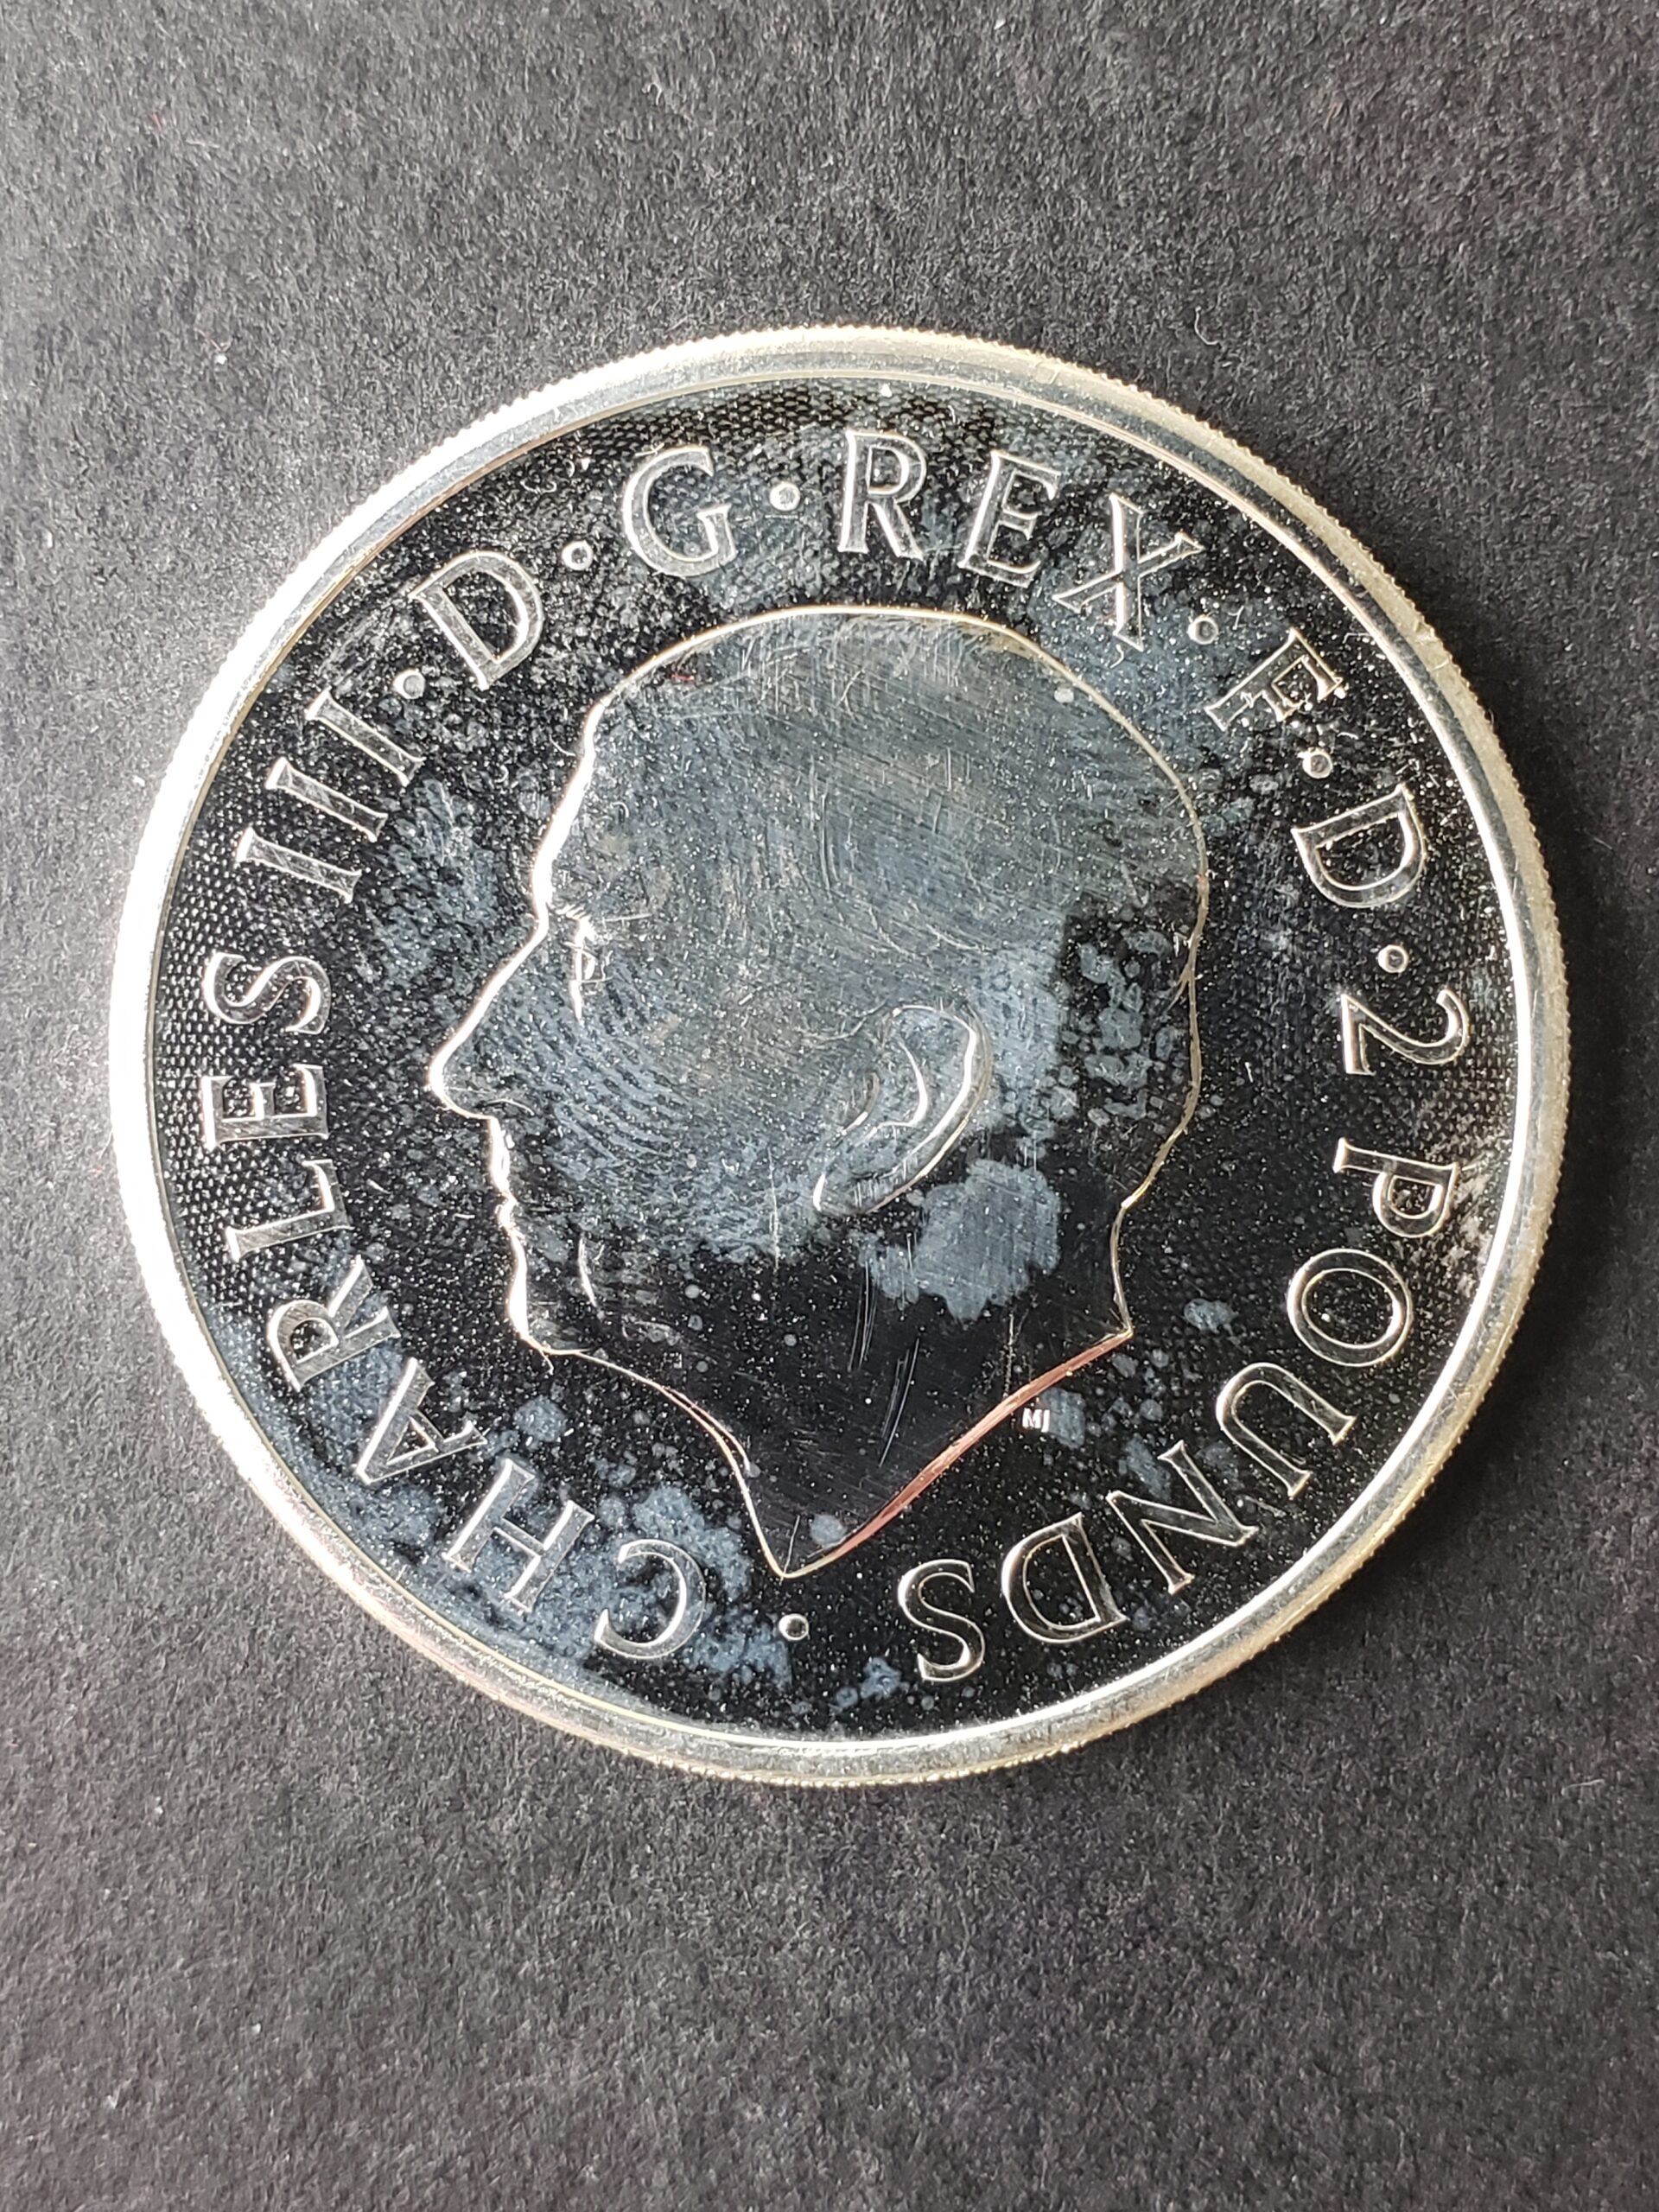 · CHARLES III · D · G · REX · F · D · 2 POUNDS
MJ